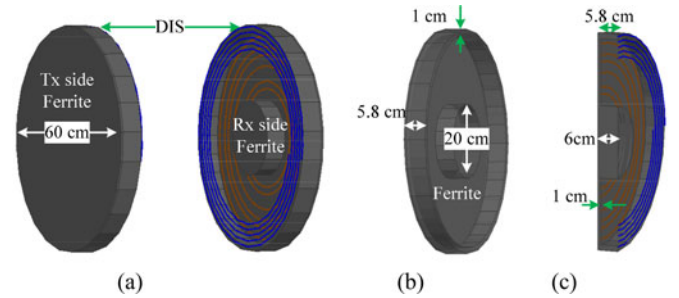 DIS
Tx side
Ferrite
60 cm
Rx side
Ferrite
(a)
1 cm
5.8 cm
20 cm
Ferrite
(b)
5.8 cm
6cm
1 cm
(c)